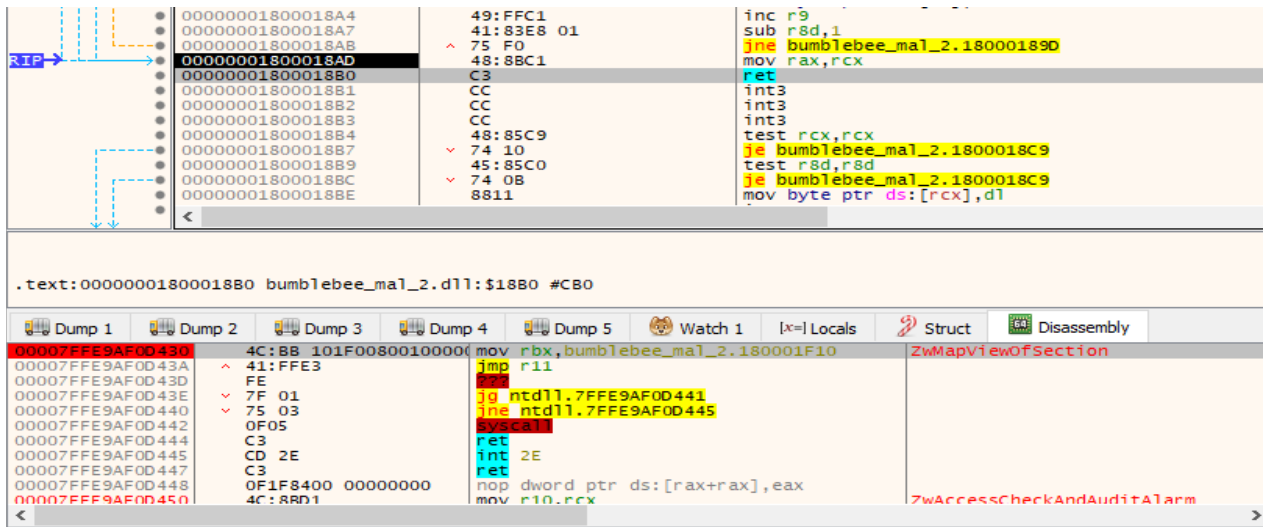 00000001800018A4 49:FFC1 inc r9
00000001800018A7 41:83E8 01 sub r8d,1
00000001800018AB ^ 75 F0 jne bumblebee_mal_2.18000189D
RIP 00000001800018AD 48:8BC1 mov rax,rcx
00000001800018B0 C3 ret
00000001800018B1 CC int3
00000001800018B2 CC int3
00000001800018B3 CC int3
00000001800018B4 48:85C9 test rcx,rcx
00000001800018B7 v 74 10 je bumblebee_mal_2.1800018C9
00000001800018B9 45:85C0 test r8d,r8d
00000001800018BC v 74 0B je bumblebee_mal_2.1800018C9
00000001800018BE 8811 mov byte ptr ds:[rcx],dl
.text:00000001800018B0 bumblebee_mal_2.dll:$18B0 #CB0
Dump 1 Dump 2 Dump 3 Dump 4 Dump 5 Watch 1 [x=] Locals Struct Disassembly
00007FFE9AF0D430 4C:BB 101F008001000000 mov rbx,bumblebee_mal_2.180001F10 ZwMapViewOfSection
00007FFE9AF0D43A ^ 41:FFE3 jmp r11
00007FFE9AF0D43D FE ???
00007FFE9AF0D43E v 7F 01 jg ntdll.7FFE9AF0D441
00007FFE9AF0D440 v 75 03 jne ntdll.7FFE9AF0D445
00007FFE9AF0D442 0F05 syscall
00007FFE9AF0D444 C3 ret
00007FFE9AF0D445 CD 2E int 2E
00007FFE9AF0D447 C3 ret
00007FFE9AF0D448 0F1F8400 00000000 nop dword ptr ds:[rax+rax],eax
00007FFE9AF0D450 4C:8BD1 mov r10,rcx ZwAccessCheckAndAuditAlarm